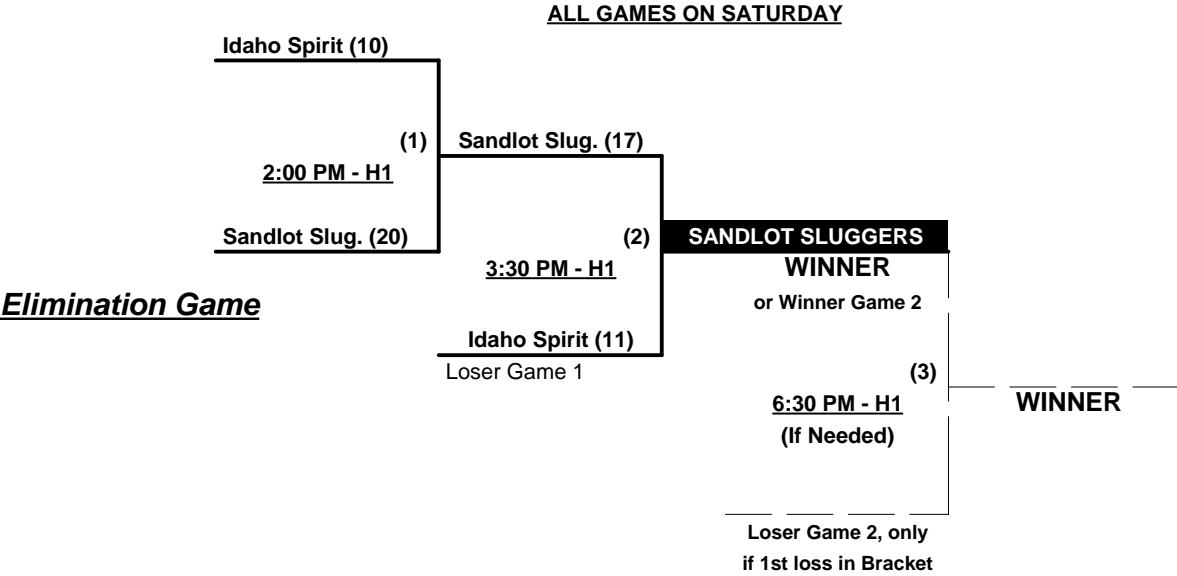 ALL GAMES ON SATURDAY
Idaho Spirit (10)
(1)
Sandlot Slug. (17)
2:00 PM - H1
Sandlot Slug. (20)
(2)
SANDLOT SLUGGERS
3:30 PM - H1
WINNER
Elimination Game
or Winner Game 2
Idaho Spirit (11)
Loser Game 1
(3)
6:30 PM - H1
WINNER
(If Needed)
Loser Game 2, only
if 1st loss in Bracket